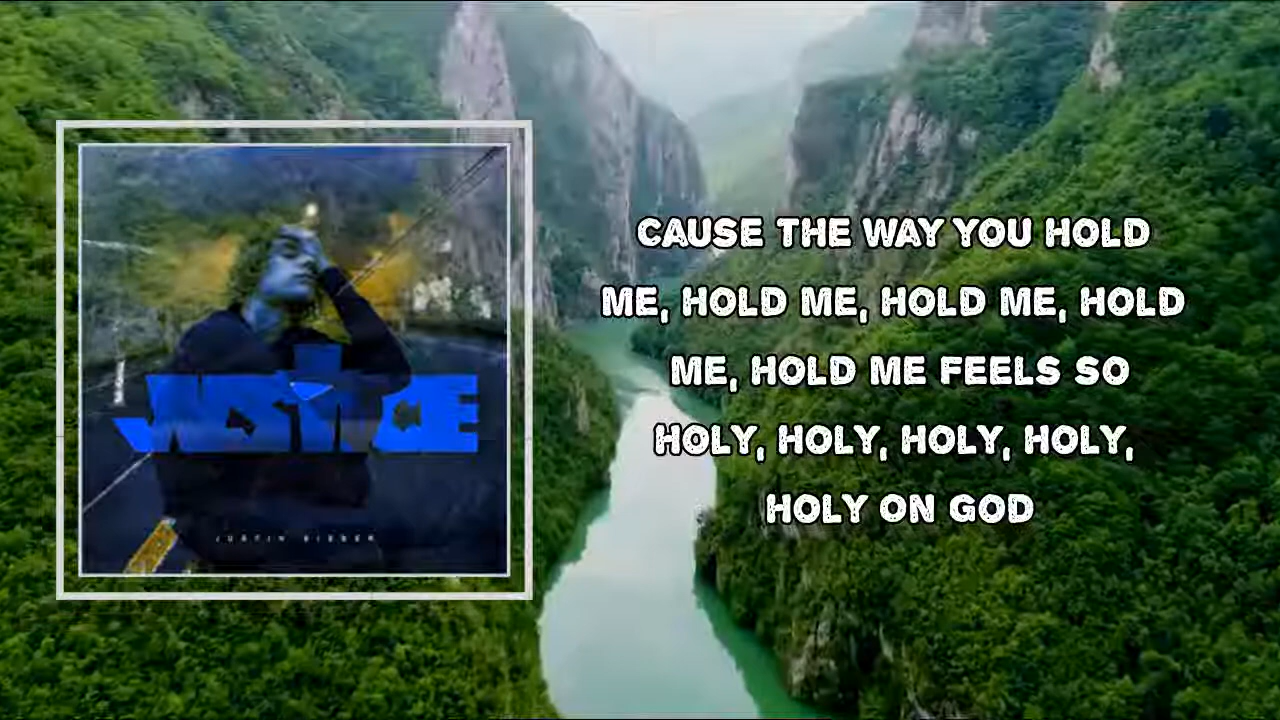 JUSTICE
JUSTIN BIEBER
CAUSE THE WAY YOU HOLD
ME, HOLD ME, HOLD ME, HOLD
ME, HOLD ME FEELS SO
HOLY, HOLY, HOLY, HOLY,
HOLY ON GOD